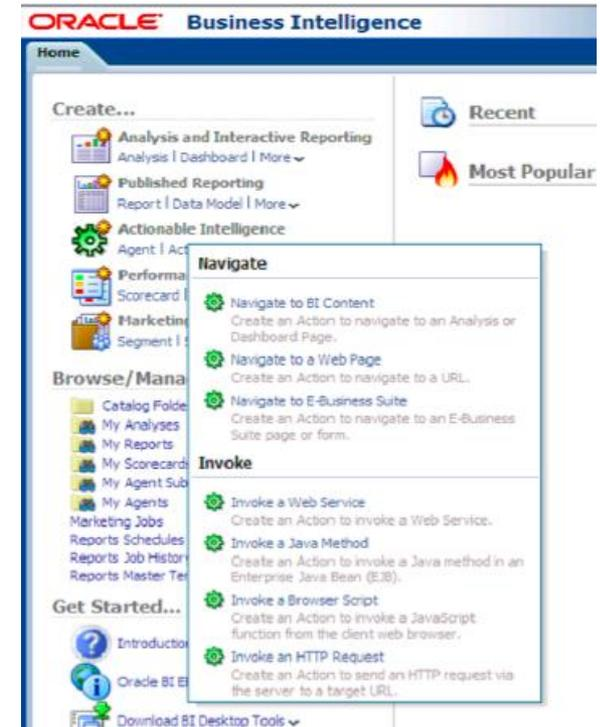 ORACLE Business Intelligence
Home
Create...
Analysis and Interactive Reporting
Analysis | Dashboard | More
Published Reporting
Report | Data Model | More
Actionable Intelligence
Agent |
Scorecard |
Marketing
Segment |
Browse/Mana
Catalog Folde
My Analyses
My Reports
My Scorecards
My Agent Sub
My Agents
Marketing Jobs
Reports Schedules
Reports Job Histor
Reports Master Ter
Get Started...
Introductio
Oracle BI E
Download BI Desktop Tools
Recent
Most Popular
Navigate
Navigate to BI Content
Create an Action to navigate to an Analysis or
Dashboard Page.
Navigate to a Web Page
Create an Action to navigate to a URL.
Navigate to E-Business Suite
Create an Action to navigate to an E-Business
Suite page or form.
Invoke
Invoke a Web Service
Create an Action to invoke a Web Service.
Invoke a Java Method
Create an Action to invoke a Java method in an
Enterprise Java Bean (EJB).
Invoke a Browser Script
Create an Action to invoke a JavaScript
function from the client web browser.
Invoke an HTTP Request
Create an Action to send an HTTP request via
the server to a target URL.